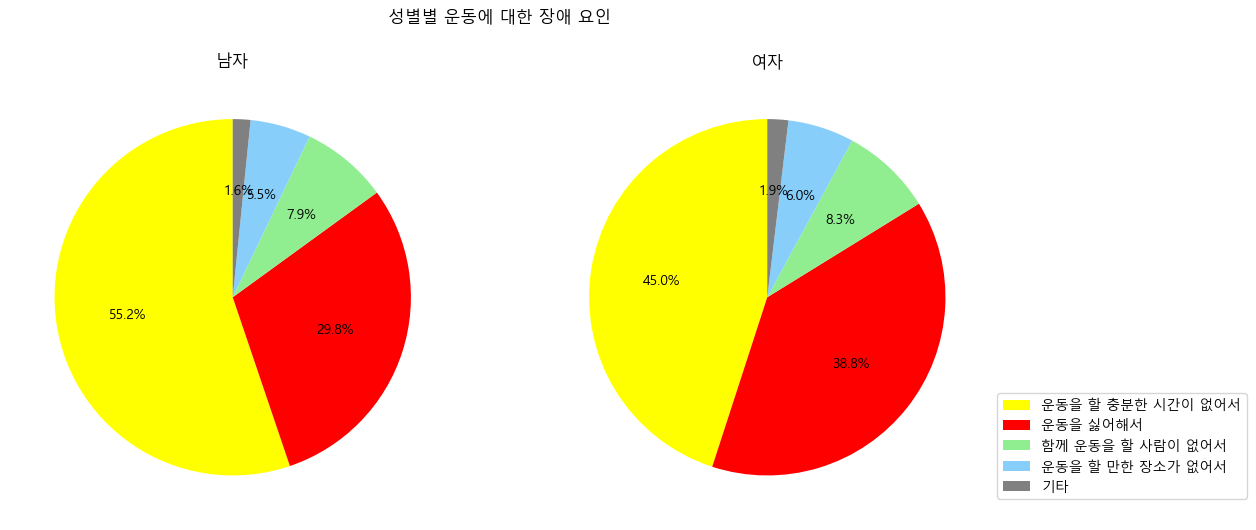 성별별 운동에 대한 장애 요인
남자
1.6%
5.5%
7.9%
55.2%
29.8%
여자
1.9%
6.0%
8.3%
45.0%
38.8%
운동을 할 충분한 시간이 없어서
운동을 싫어해서
함께 운동을 할 사람이 없어서
운동을 할 만한 장소가 없어서
기타